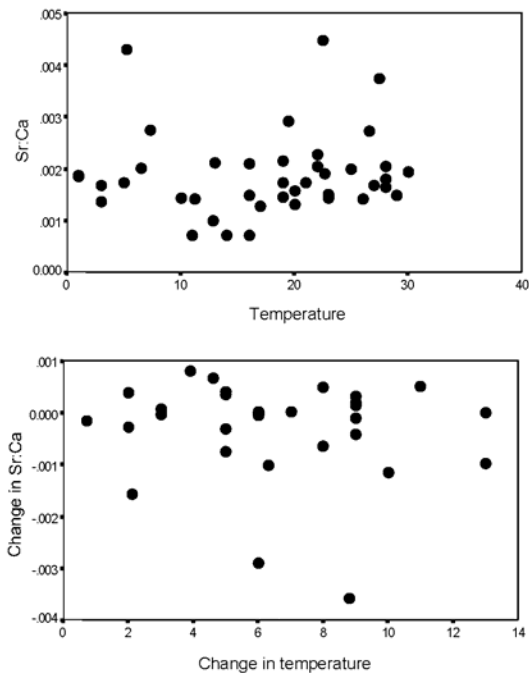 .005
.004
.003
Sr:Ca
.002
.001
0.000
0 10 20 30 40
Temperature
0.001
0.000
-.001
Change in Sr:Ca
-.002
-.003
-.004
0 2 4 6 8 10 12 14
Change in temperature